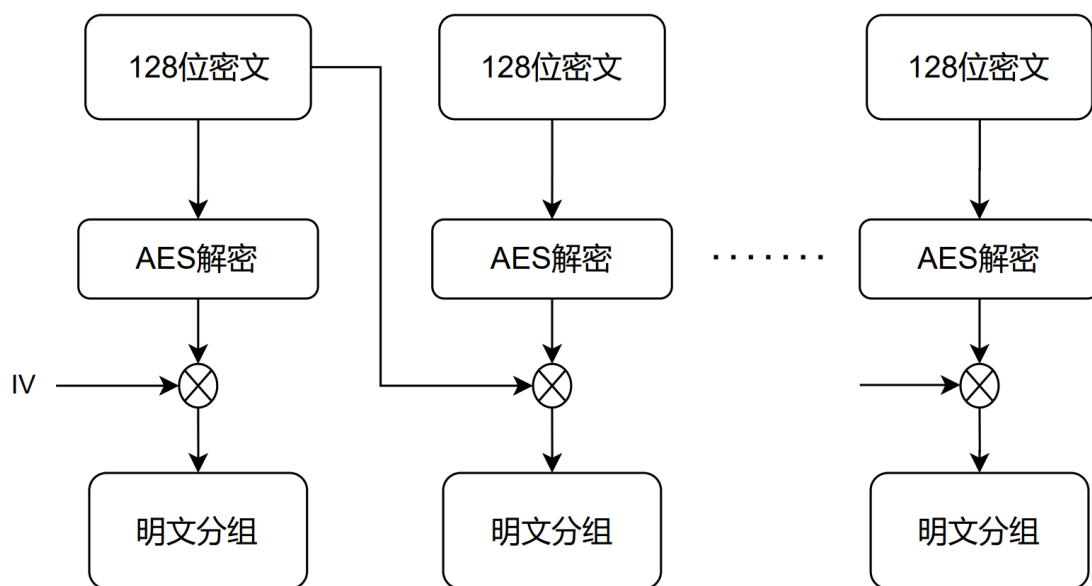 128位密文
128位密文
128位密文
AES解密
AES解密
.......
AES解密
IV
明文分组
明文分组
明文分组